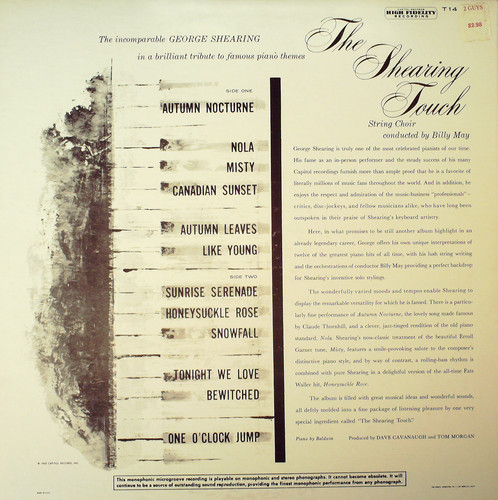 HIGH FIDELITY
RECORDING
T 14
2 GUYS
The incomparable GEORGE SHEARING
in a brilliant tribute to famous piano themes
The
Shearing
Touch
String Choir
conducted by Billy May
SIDE ONE
AUTUMN NOCTURNE
NOLA
MISTY
CANADIAN SUNSET
AUTUMN LEAVES
LIKE YOUNG
SIDE TWO
SUNRISE SERENADE
HONEYSUCKLE ROSE
SNOWFALL
TONIGHT WE LOVE
BEWITCHED
ONE O'CLOCK JUMP
George Shearing is truly one of the most celebrated pianists of our time.
His fame as an in-person performer and the steady success of his many
Capitol recordings furnish more than ample proof that he is a favorite of
literally millions of music fans throughout the world. And in addition, he
enjoys the respect and admiration of the music-business "professionals"–
critics, disc-jockeys, and fellow musicians alike, who have long been
outspoken in their praise of Shearing's keyboard artistry.
Here, in what promises to be still another album highlight in an
already legendary career, George offers his own unique interpretations of
twelve of the greatest piano hits of all time, with his lush string writing
and the orchestrations of conductor Billy May providing a perfect backdrop
for Shearing's inventive solo stylings.
The wonderfully varied moods and tempos enable Shearing to
display the remarkable versatility for which he is famed. There is a particu-
larly fine performance of Autumn Nocturne, the lovely song made famous
by Claude Thornhill, and a clever, jazz-tinged rendition of the old piano
standard, Nola. Shearing's now-classic treatment of the beautiful Erroll
Garner tune, Misty, features a smile-provoking salute to the composer's
distinctive piano style, and by way of contrast, a rolling-bass rhythm is
combined with pure Shearing in a delightful version of the all-time Fats
Waller hit, Honeysuckle Rose.
The album is filled with great musical ideas and wonderful sounds,
all deftly molded into a fine package of listening pleasure by one very
special ingredient called "The Shearing Touch."
Piano by Baldwin
Produced by DAVE CAVANAUGH and TOM MORGAN
This monophonic microgroove recording is playable on monophonic and stereo phonographs. It cannot become obsolete. It will
continue to be a source of outstanding sound reproduction, providing the finest monophonic performance from any phonograph.